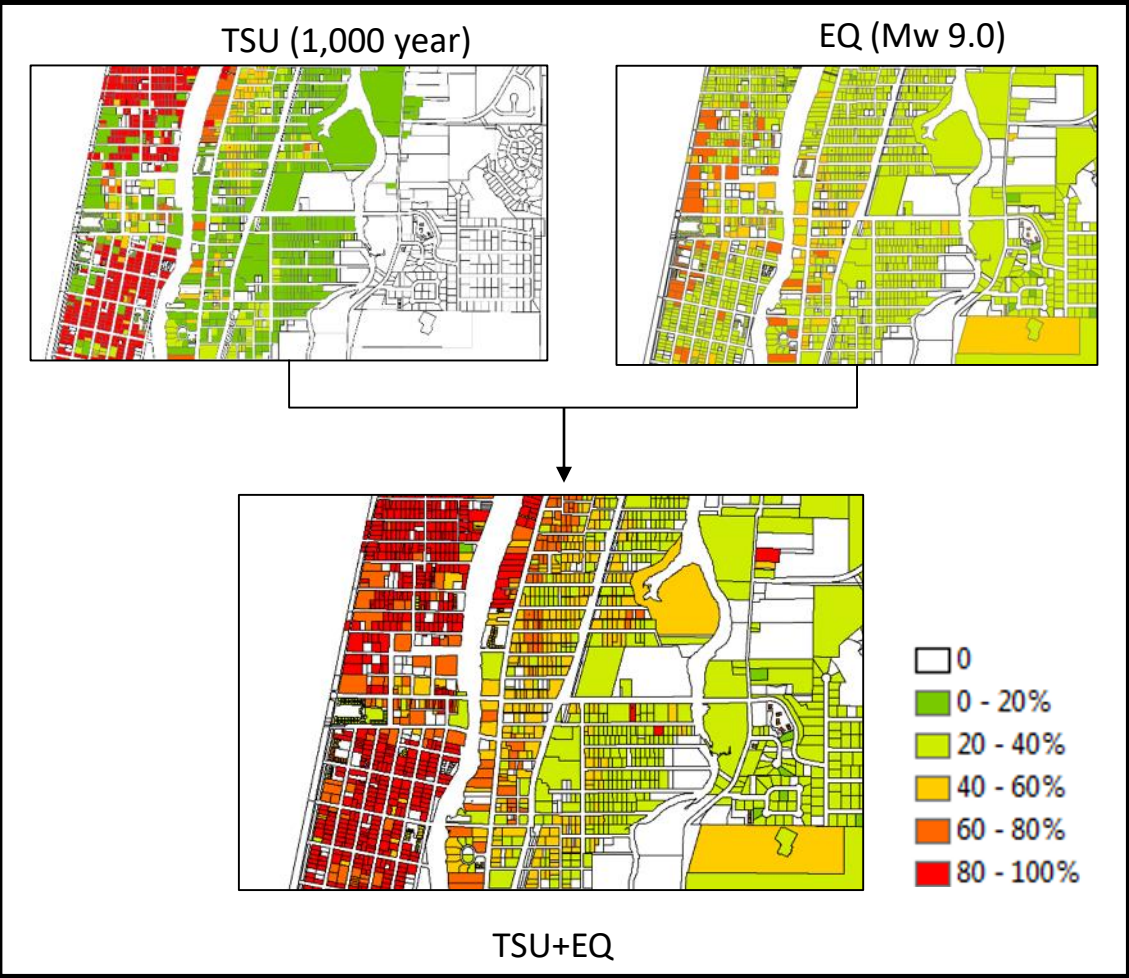 TSU (1,000 year)
EQ (Mw 9.0)
0
0 - 20%
20 - 40%
40 - 60%
60 - 80%
80 - 100%
TSU+EQ